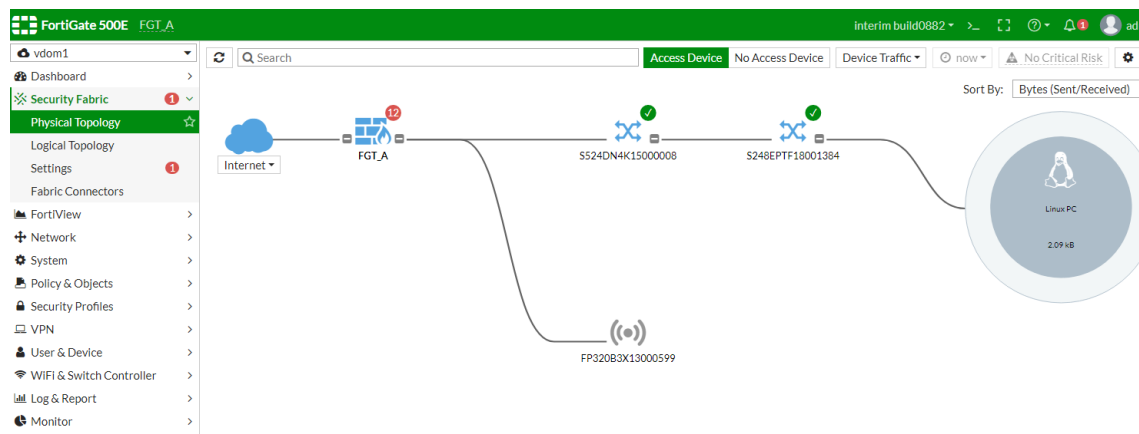 FortiGate 500E FGT_A interim build0882 >_ 1 ad
vdom1 Search Access Device No Access Device Device Traffic now No Critical Risk
Dashboard
Security Fabric 1
Physical Topology
Logical Topology
Settings 1
Fabric Connectors
FortiView
Network
System
Policy & Objects
Security Profiles
VPN
User & Device
WiFi & Switch Controller
Log & Report
Monitor
Sort By: Bytes (Sent/Received)
Internet
12
FGT_A
S524DN4K15000008
S248EPTF18001384
Linux PC
2.09 kB
FP320B3X13000599